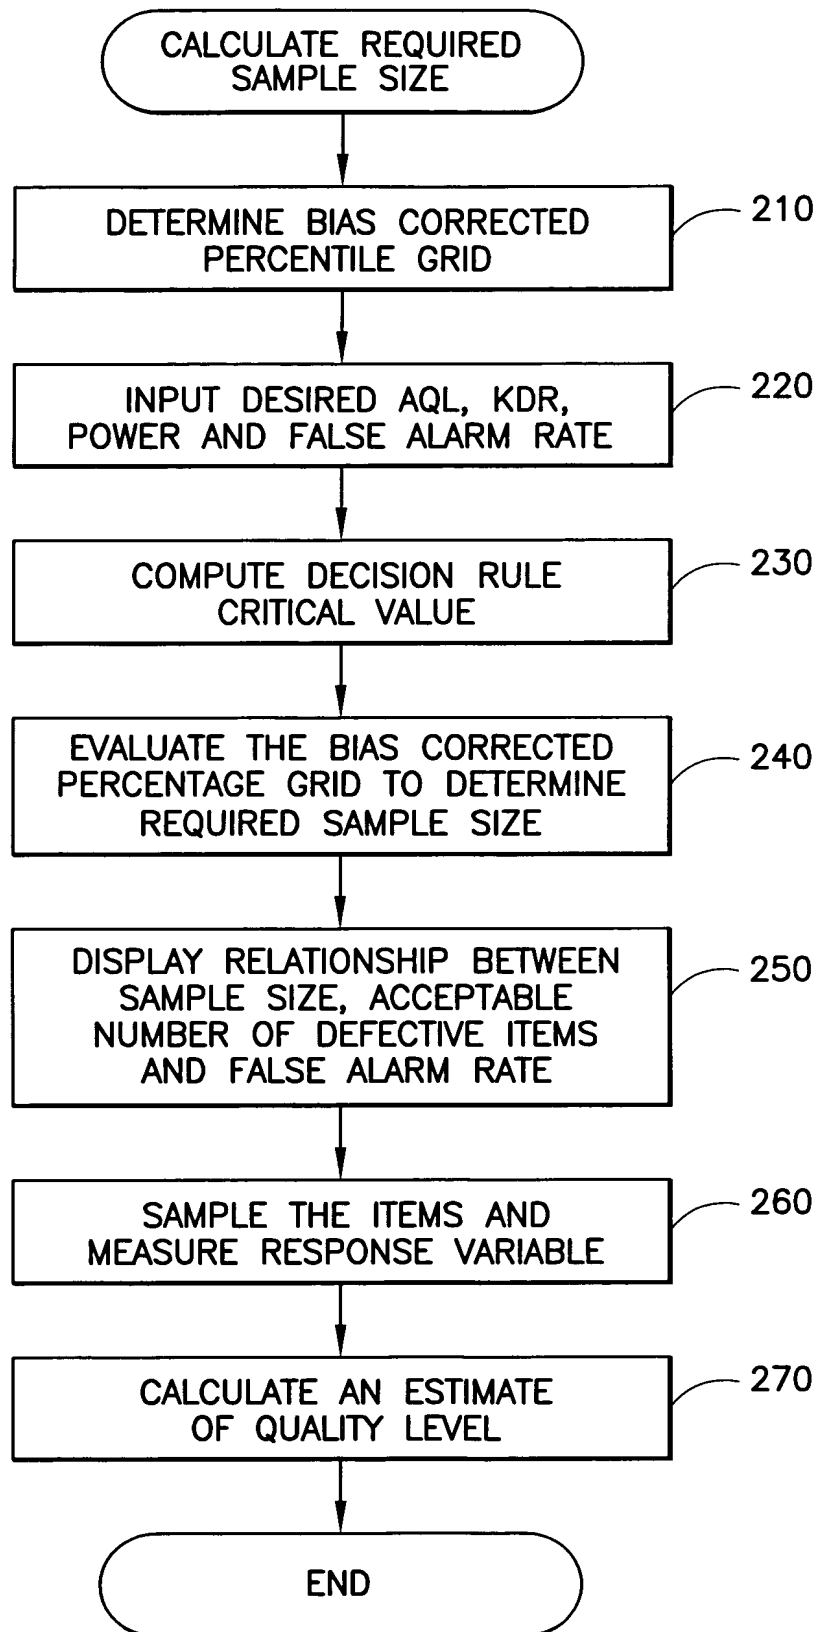 CALCULATE REQUIRED
SAMPLE SIZE
DETERMINE BIAS CORRECTED
PERCENTILE GRID
210
INPUT DESIRED AQL, KDR,
POWER AND FALSE ALARM RATE
220
COMPUTE DECISION RULE
CRITICAL VALUE
230
EVALUATE THE BIAS CORRECTED
PERCENTAGE GRID TO DETERMINE
REQUIRED SAMPLE SIZE
240
DISPLAY RELATIONSHIP BETWEEN
SAMPLE SIZE, ACCEPTABLE
NUMBER OF DEFECTIVE ITEMS
AND FALSE ALARM RATE
250
SAMPLE THE ITEMS AND
MEASURE RESPONSE VARIABLE
260
CALCULATE AN ESTIMATE
OF QUALITY LEVEL
270
END